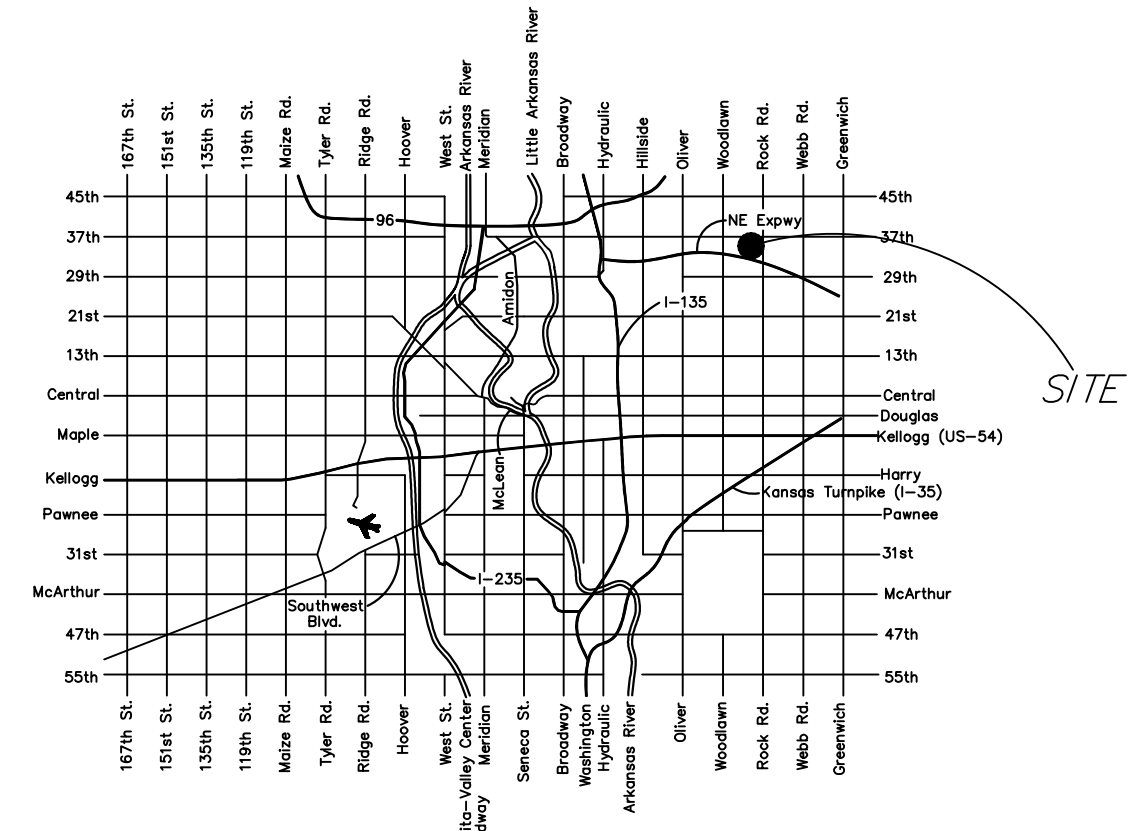 167th St.
151st St.
135th St.
119th St.
Maize Rd.
Tyler Rd.
Ridge Rd.
Hoover
West St.
Arkansas River
Meridian
Little Arkansas River
Broadway
Hydraulic
Hillside
Oliver
Woodlawn
Rock Rd.
Webb Rd.
Greenwich
45th
37th
29th
21st
13th
Central
Maple
Kellogg
Pawnee
31st
McArthur
47th
55th
96
Amidon
NE Expwy
I-135
McLean
Kansas Turnpike (I-35)
I-235
Southwest
Blvd.
45th
37th
29th
21st
13th
Central
Douglas
Kellogg (US-54)
Harry
Pawnee
31st
McArthur
47th
55th
SITE
167th St.
151st St.
135th St.
119th St.
Maize Rd.
Tyler Rd.
Ridge Rd.
Hoover
West St.
ita-Valley Center
dway
Meridian
Seneca St.
Broadway
Washington
Hydraulic
Arkansas River
Oliver
Woodlawn
Rock Rd.
Webb Rd.
Greenwich